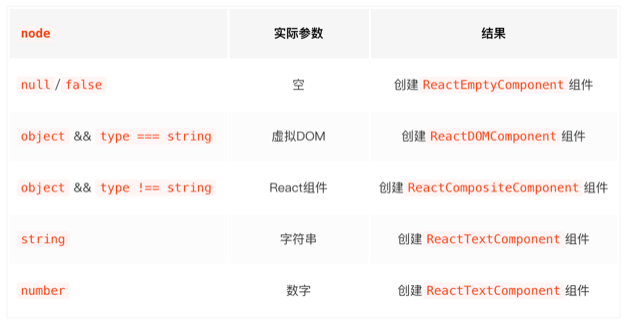 node 实际参数 结果
null / false 空 创建 ReactEmptyComponent 组件
object && type === string 虚拟DOM 创建 ReactDOMComponent 组件
object && type !== string React组件 创建 ReactCompositeComponent 组件
string 字符串 创建 ReactTextComponent 组件
number 数字 创建 ReactTextComponent 组件